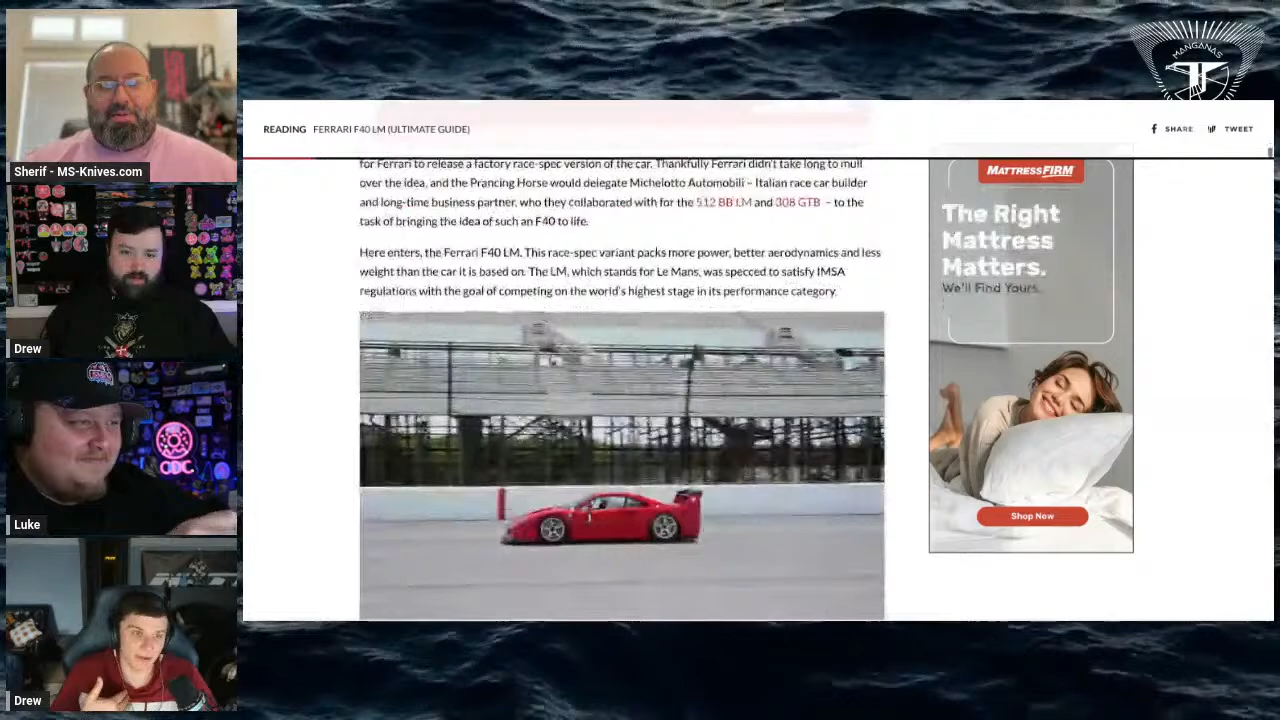 Sherif - MS-Knives.com
Drew
ODC.
Luke
Drew
MANGANAS
READING FERRARI F40 LM (ULTIMATE GUIDE)
SHARE
TWEET
for Ferrari to release a factory race-spec version of the car. Thankfully Ferrari didn't take long to mull
over the idea, and the Prancing Horse would delegate Michelotto Automobili – Italian race car builder
and long-time business partner, who they collaborated with for the 512 BB LM and 308 GTB – to the
task of bringing the idea of such an F40 to life.
Here enters, the Ferrari F40 LM. This race-spec variant packs more power, better aerodynamics and less
weight than the car it is based on. The LM, which stands for Le Mans, was specced to satisfy IMSA
regulations with the goal of competing on the world's highest stage in its performance category.
MATTRESS FIRM
The Right
Mattress
Matters.
We'll Find Yours.
Shop Now